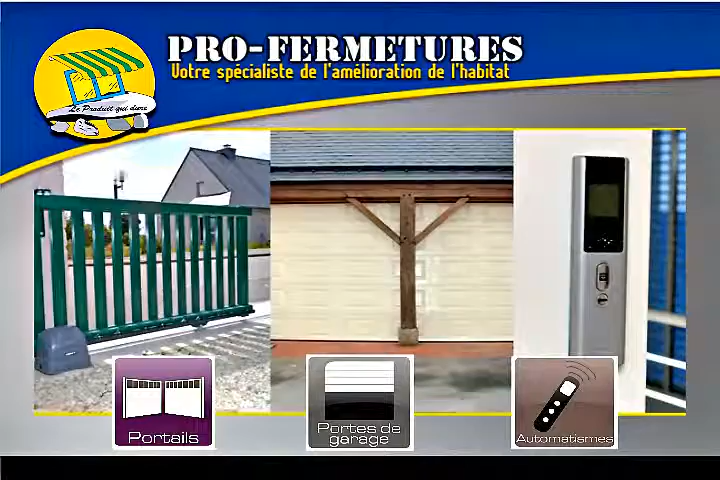 PRO-FERMETURES
Votre spécialiste de l'amélioration de l'habitat
Le Produit qui dure
Portails
Portes de
garage
Automatismes